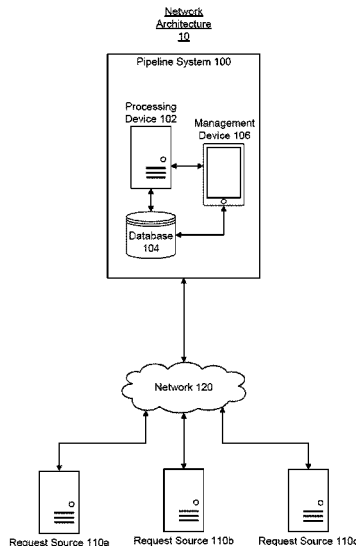 Network
Architecture
10
Pipeline System 100
Processing
Device 102
Management
Device 106
Database
104
Network 120
Request Source 110a
Request Source 110b
Request Source 110c